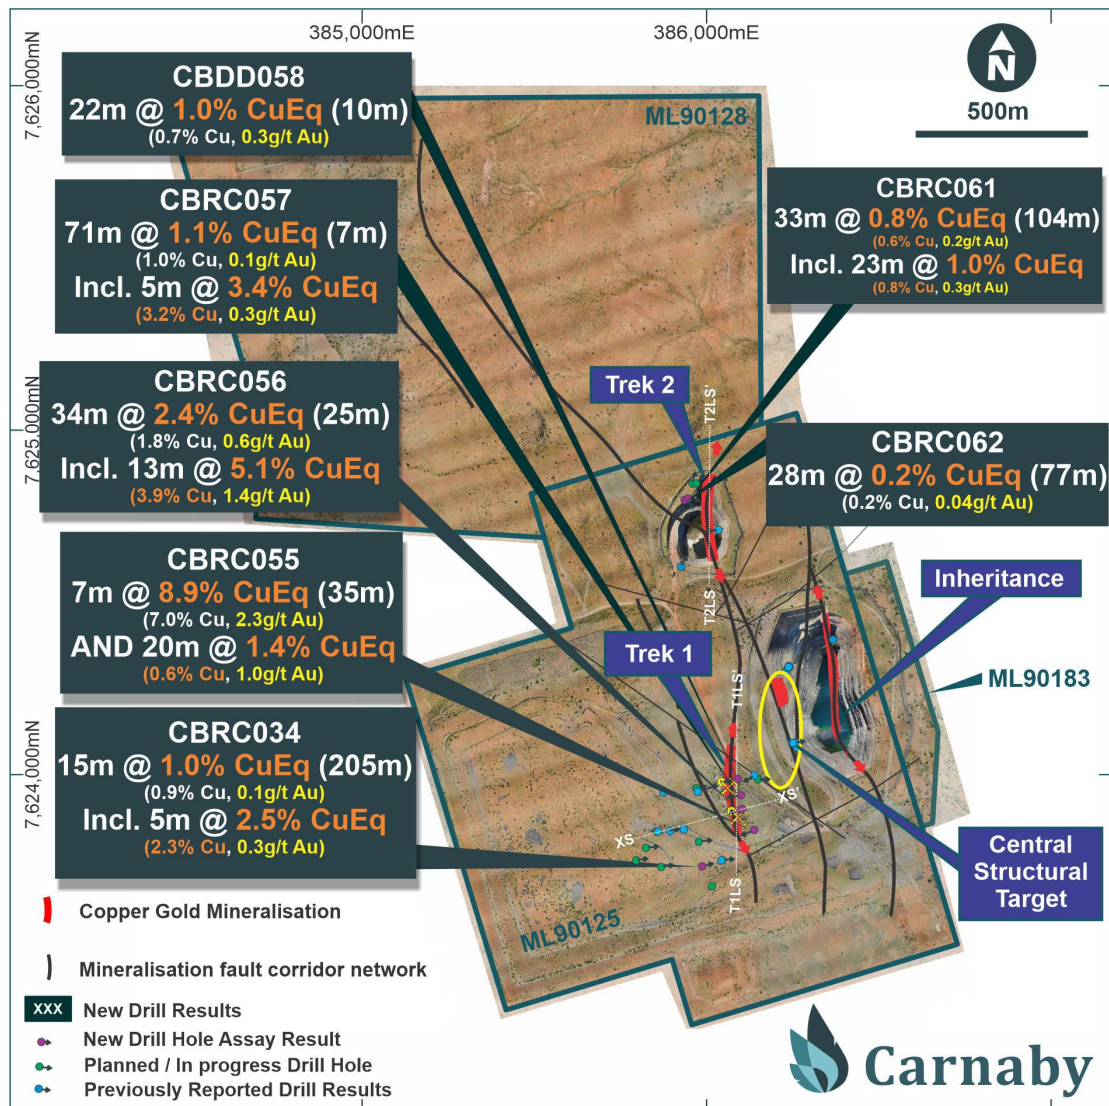 385,000mE
386,000mE
7,626,000mN
7,625,000mN
7,624,000mN
N
500m
CBDD058
22m @ 1.0% CuEq (10m)
(0.7% Cu, 0.3g/t Au)
CBRC057
71m @ 1.1% CuEq (7m)
(1.0% Cu, 0.1g/t Au)
Incl. 5m @ 3.4% CuEq
(3.2% Cu, 0.3g/t Au)
CBRC056
34m @ 2.4% CuEq (25m)
(1.8% Cu, 0.6g/t Au)
Incl. 13m @ 5.1% CuEq
(3.9% Cu, 1.4g/t Au)
CBRC055
7m @ 8.9% CuEq (35m)
(7.0% Cu, 2.3g/t Au)
AND 20m @ 1.4% CuEq
(0.6% Cu, 1.0g/t Au)
CBRC034
15m @ 1.0% CuEq (205m)
(0.9% Cu, 0.1g/t Au)
Incl. 5m @ 2.5% CuEq
(2.3% Cu, 0.3g/t Au)
ML90128
CBRC061
33m @ 0.8% CuEq (104m)
(0.6% Cu, 0.2g/t Au)
Incl. 23m @ 1.0% CuEq
(0.8% Cu, 0.3g/t Au)
CBRC062
28m @ 0.2% CuEq (77m)
(0.2% Cu, 0.04g/t Au)
Trek 2
T2LS'
T2LS
Inheritance
Trek 1
T1LS'
ML90183
XS
XS'
T1LS
Central
Structural
Target
ML90125
Copper Gold Mineralisation
Mineralisation fault corridor network
XXX New Drill Results
New Drill Hole Assay Result
Planned / In progress Drill Hole
Previously Reported Drill Results
Carnaby